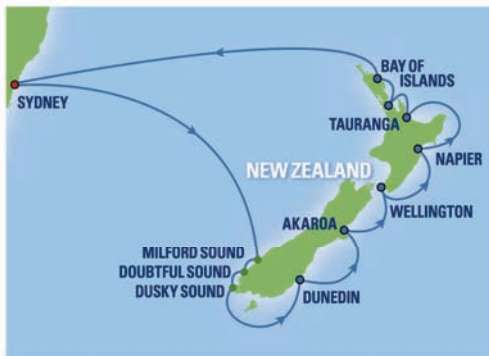 BAY OF
ISLANDS
SYDNEY
TAURANGA
NAPIER
NEW ZEALAND
WELLINGTON
AKAROA
MILFORD SOUND
DOUBTFUL SOUND
DUSKY SOUND
DUNEDIN